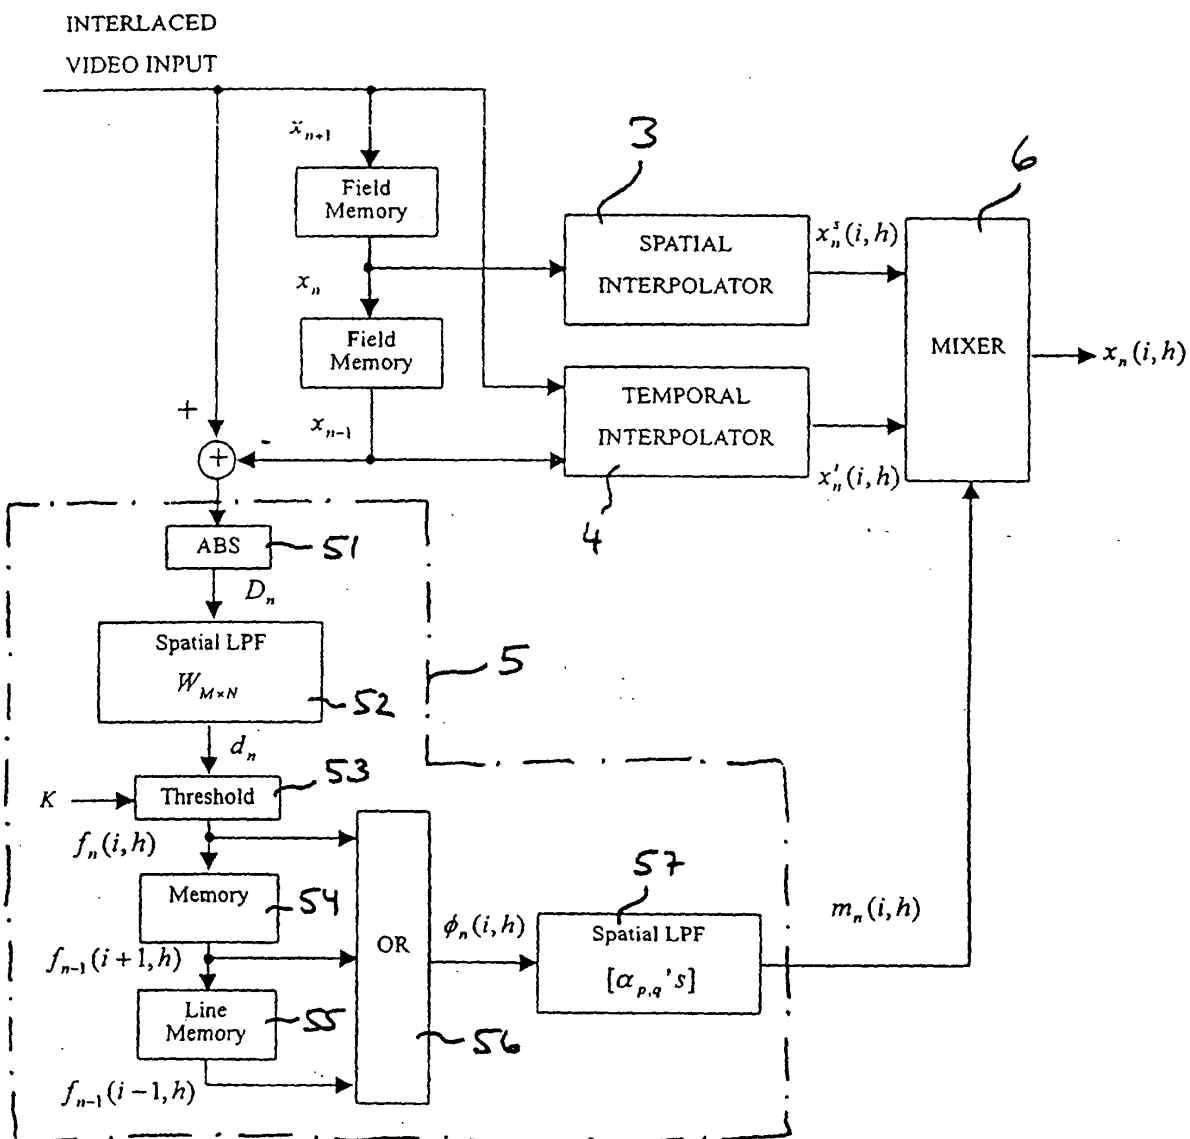 INTERLACED
VIDEO INPUT
x_{n+1}
Field
Memory
x_n
Field
Memory
x_{n-1}
+
-
+
3
SPATIAL
INTERPOLATOR
x_n^s(i,h)
6
MIXER
x_n(i,h)
TEMPORAL
INTERPOLATOR
4
x_n^t(i,h)
ABS
51
D_n
Spatial LPF
W_{M×N}
52
5
d_n
K
Threshold
53
f_n(i,h)
Memory
54
f_{n-1}(i+1,h)
Line
Memory
55
f_{n-1}(i-1,h)
OR
56
ϕ_n(i,h)
57
Spatial LPF
[α_{p,q}'s]
m_n(i,h)